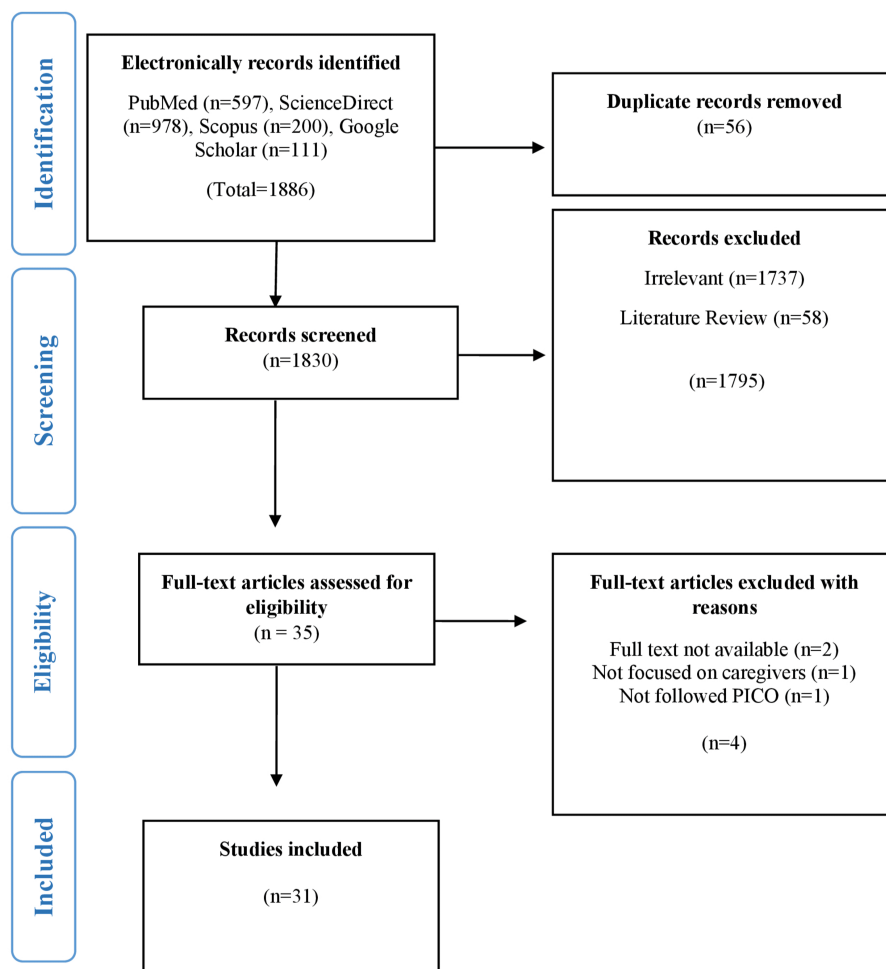 Identification
Electronically records identified
PubMed (n=597), ScienceDirect
(n=978), Scopus (n=200), Google
Scholar (n=111)
(Total=1886)
Duplicate records removed
(n=56)
Screening
Records screened
(n=1830)
Records excluded
Irrelevant (n=1737)
Literature Review (n=58)
(n=1795)
Eligibility
Full-text articles assessed for
eligibility
(n = 35)
Full-text articles excluded with
reasons
Full text not available (n=2)
Not focused on caregivers (n=1)
Not followed PICO (n=1)
(n=4)
Included
Studies included
(n=31)